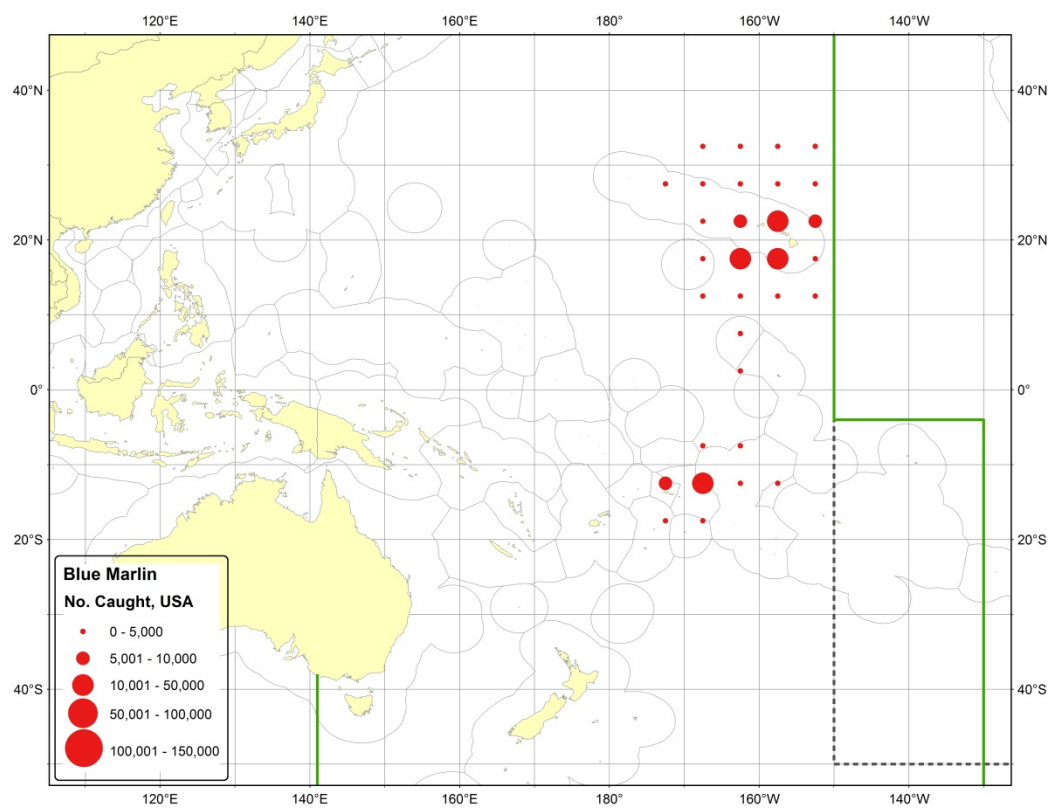 120°E 140°E 160°E 180° 160°W 140°W
40°N 40°N
20°N 20°N
0° 0°
20°S 20°S
40°S 40°S
Blue Marlin
No. Caught, USA
0 - 5,000
5,001 - 10,000
10,001 - 50,000
50,001 - 100,000
100,001 - 150,000
120°E 140°E 160°E 180° 160°W 140°W